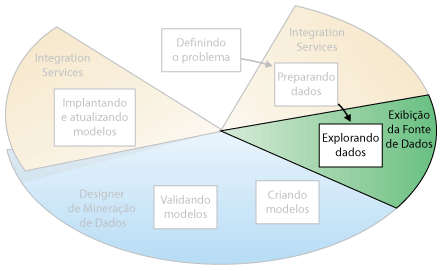 Definindo
o problema
Integration
Services
Preparando
dados
Exibição
da Fonte
de Dados
Explorando
dados
Criando
modelos
Validando
modelos
Designer
de Mineração
de Dados
Implantando
e atualizando
modelos
Integration
Services